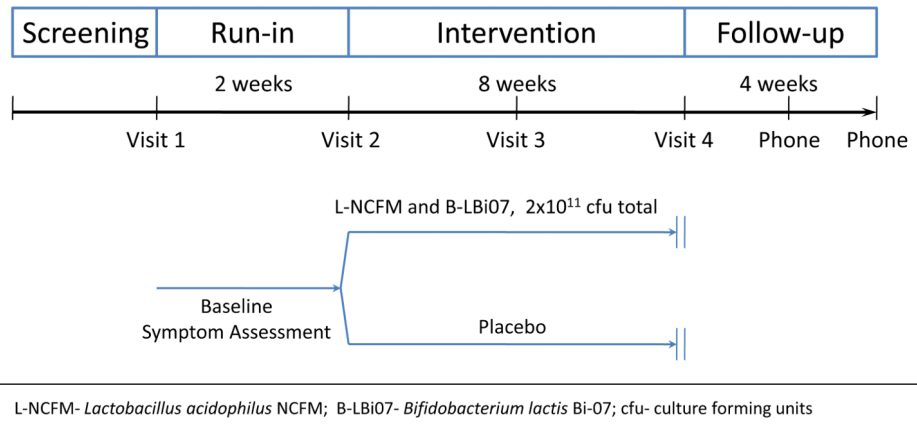 Screening Run-in Intervention Follow-up
2 weeks 8 weeks 4 weeks
Visit 1 Visit 2 Visit 3 Visit 4 Phone Phone
L-NCFM and B-LBi07, 2x10¹¹ cfu total
Baseline
Symptom Assessment
Placebo
L-NCFM- Lactobacillus acidophilus NCFM; B-LBi07- Bifidobacterium lactis Bi-07; cfu- culture forming units